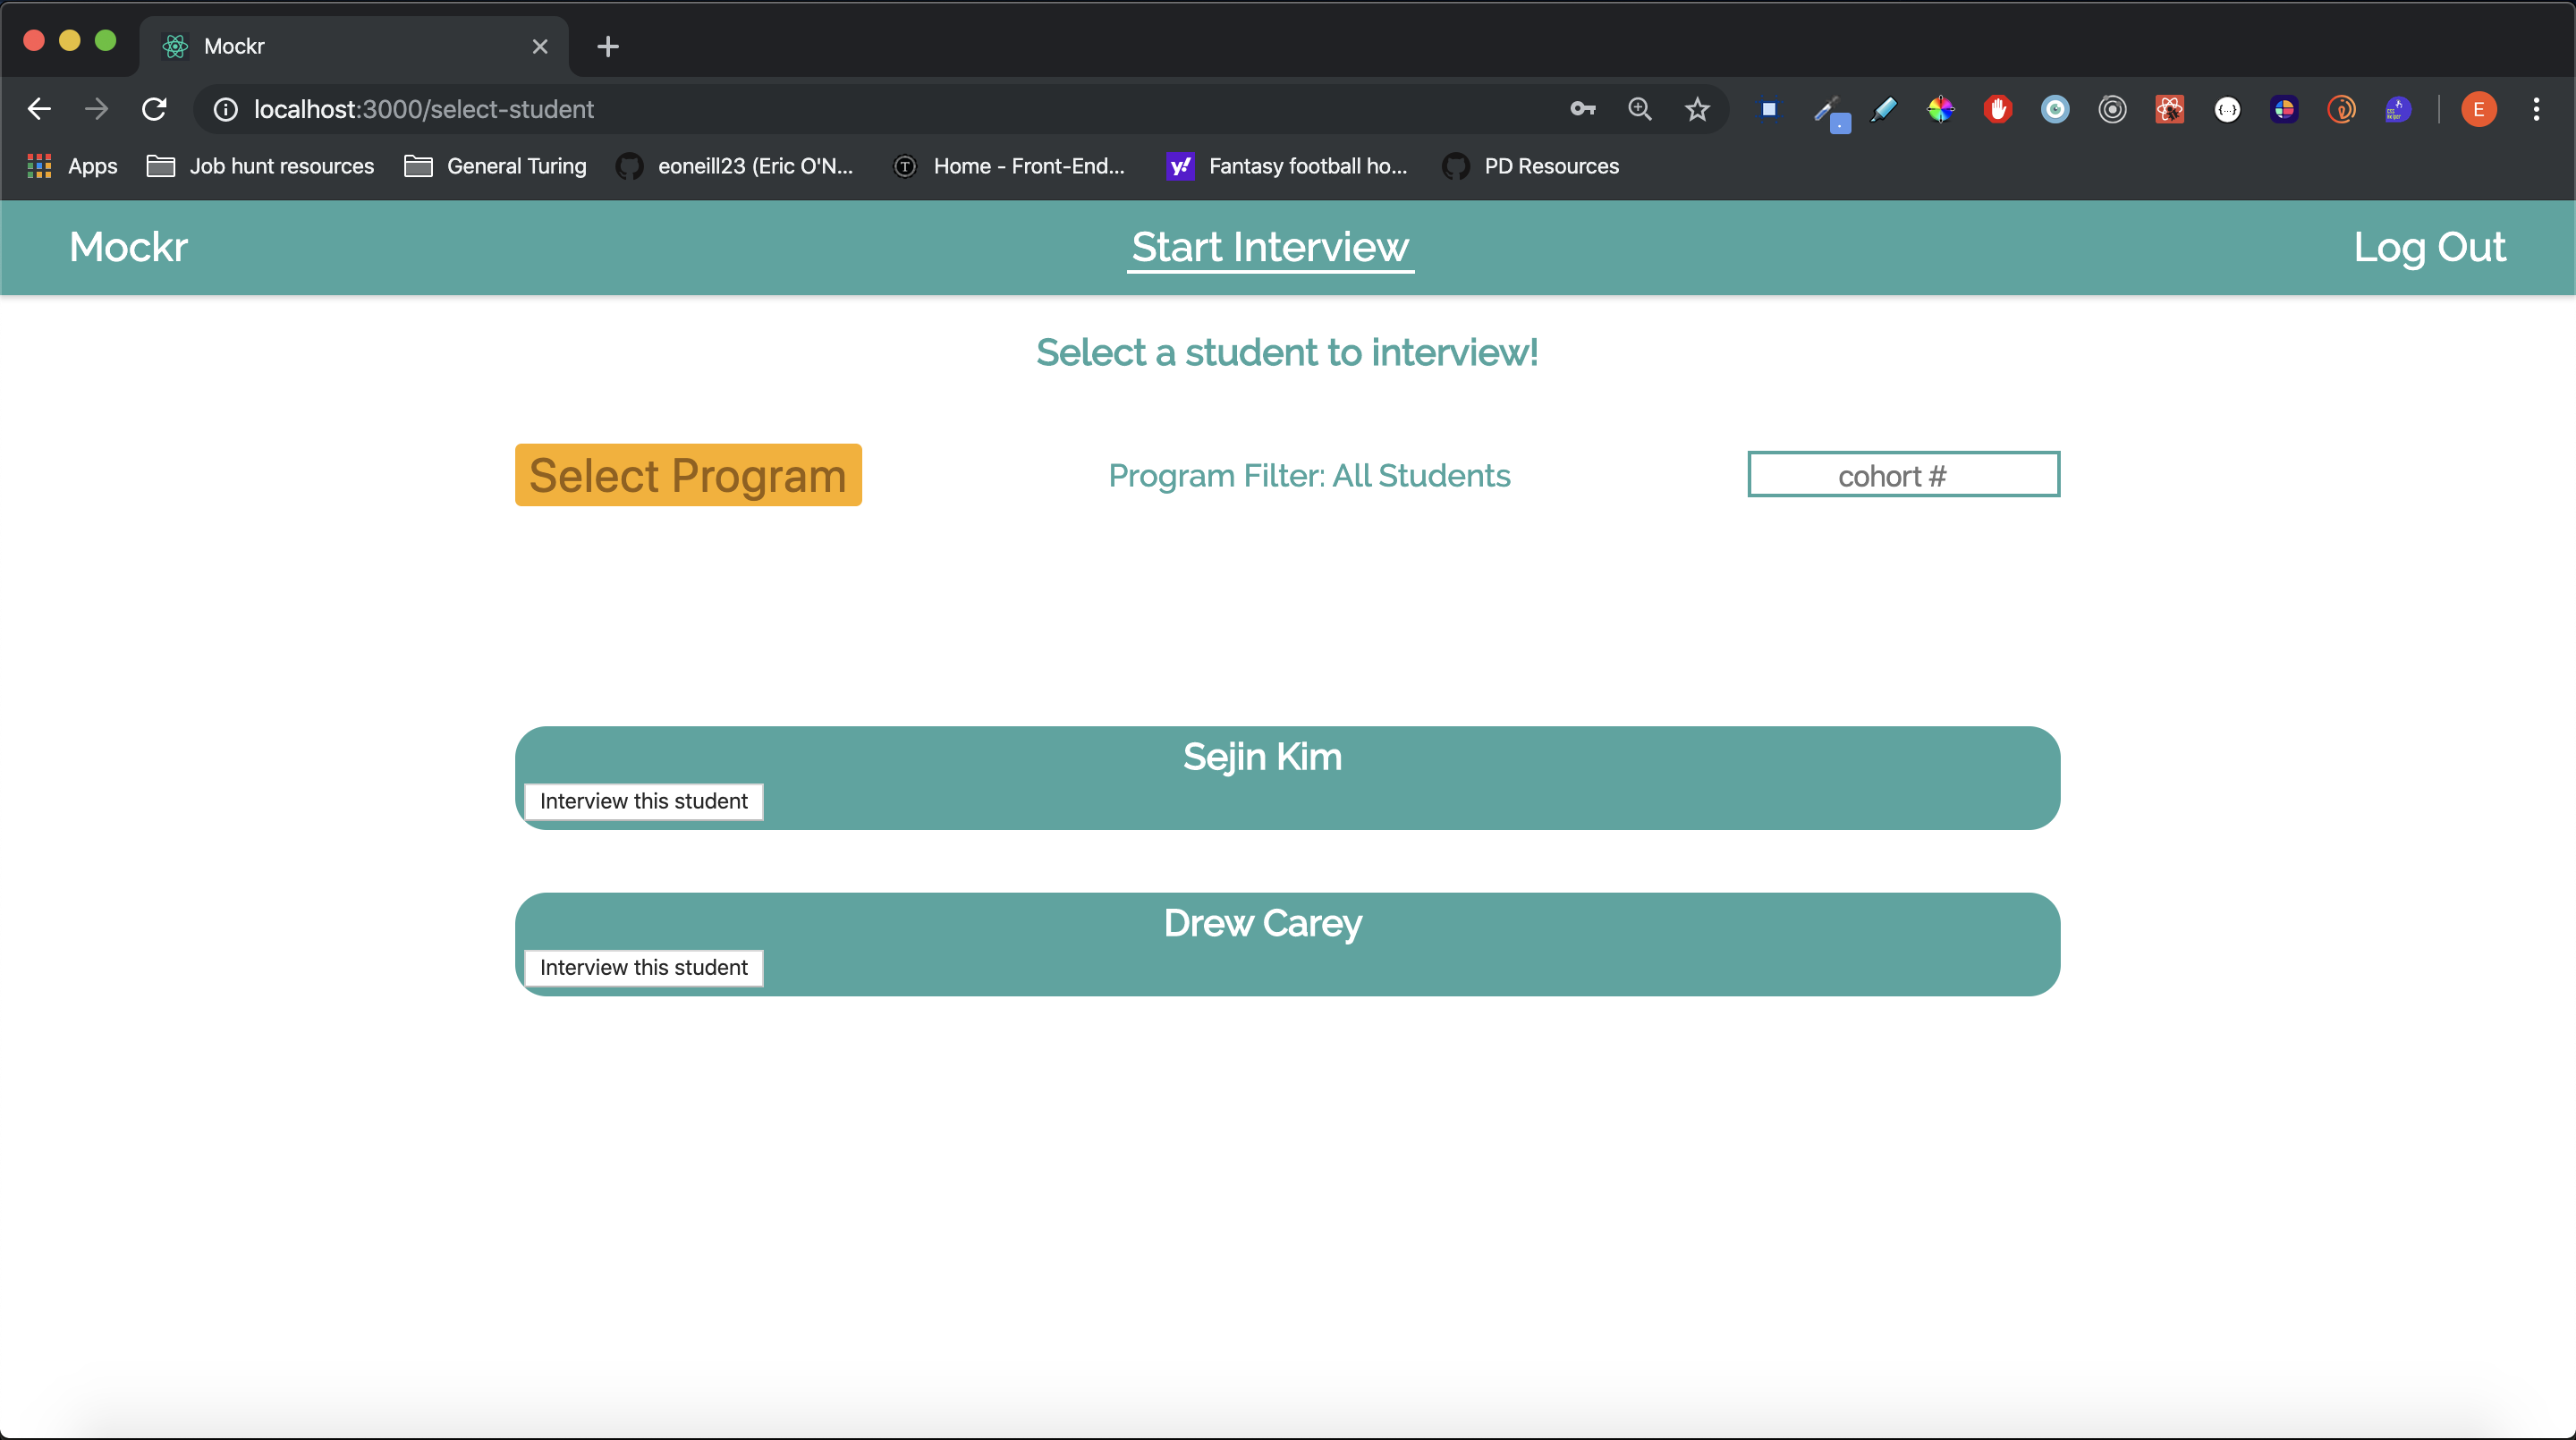 Mockr
localhost:3000/select-student
E
Apps
Job hunt resources
General Turing
eoneill23 (Eric O'N...
Home - Front-End...
Fantasy football ho...
PD Resources
Mockr
Start Interview
Log Out
Select a student to interview!
Select Program
Program Filter: All Students
cohort #
Sejin Kim
Interview this student
Drew Carey
Interview this student